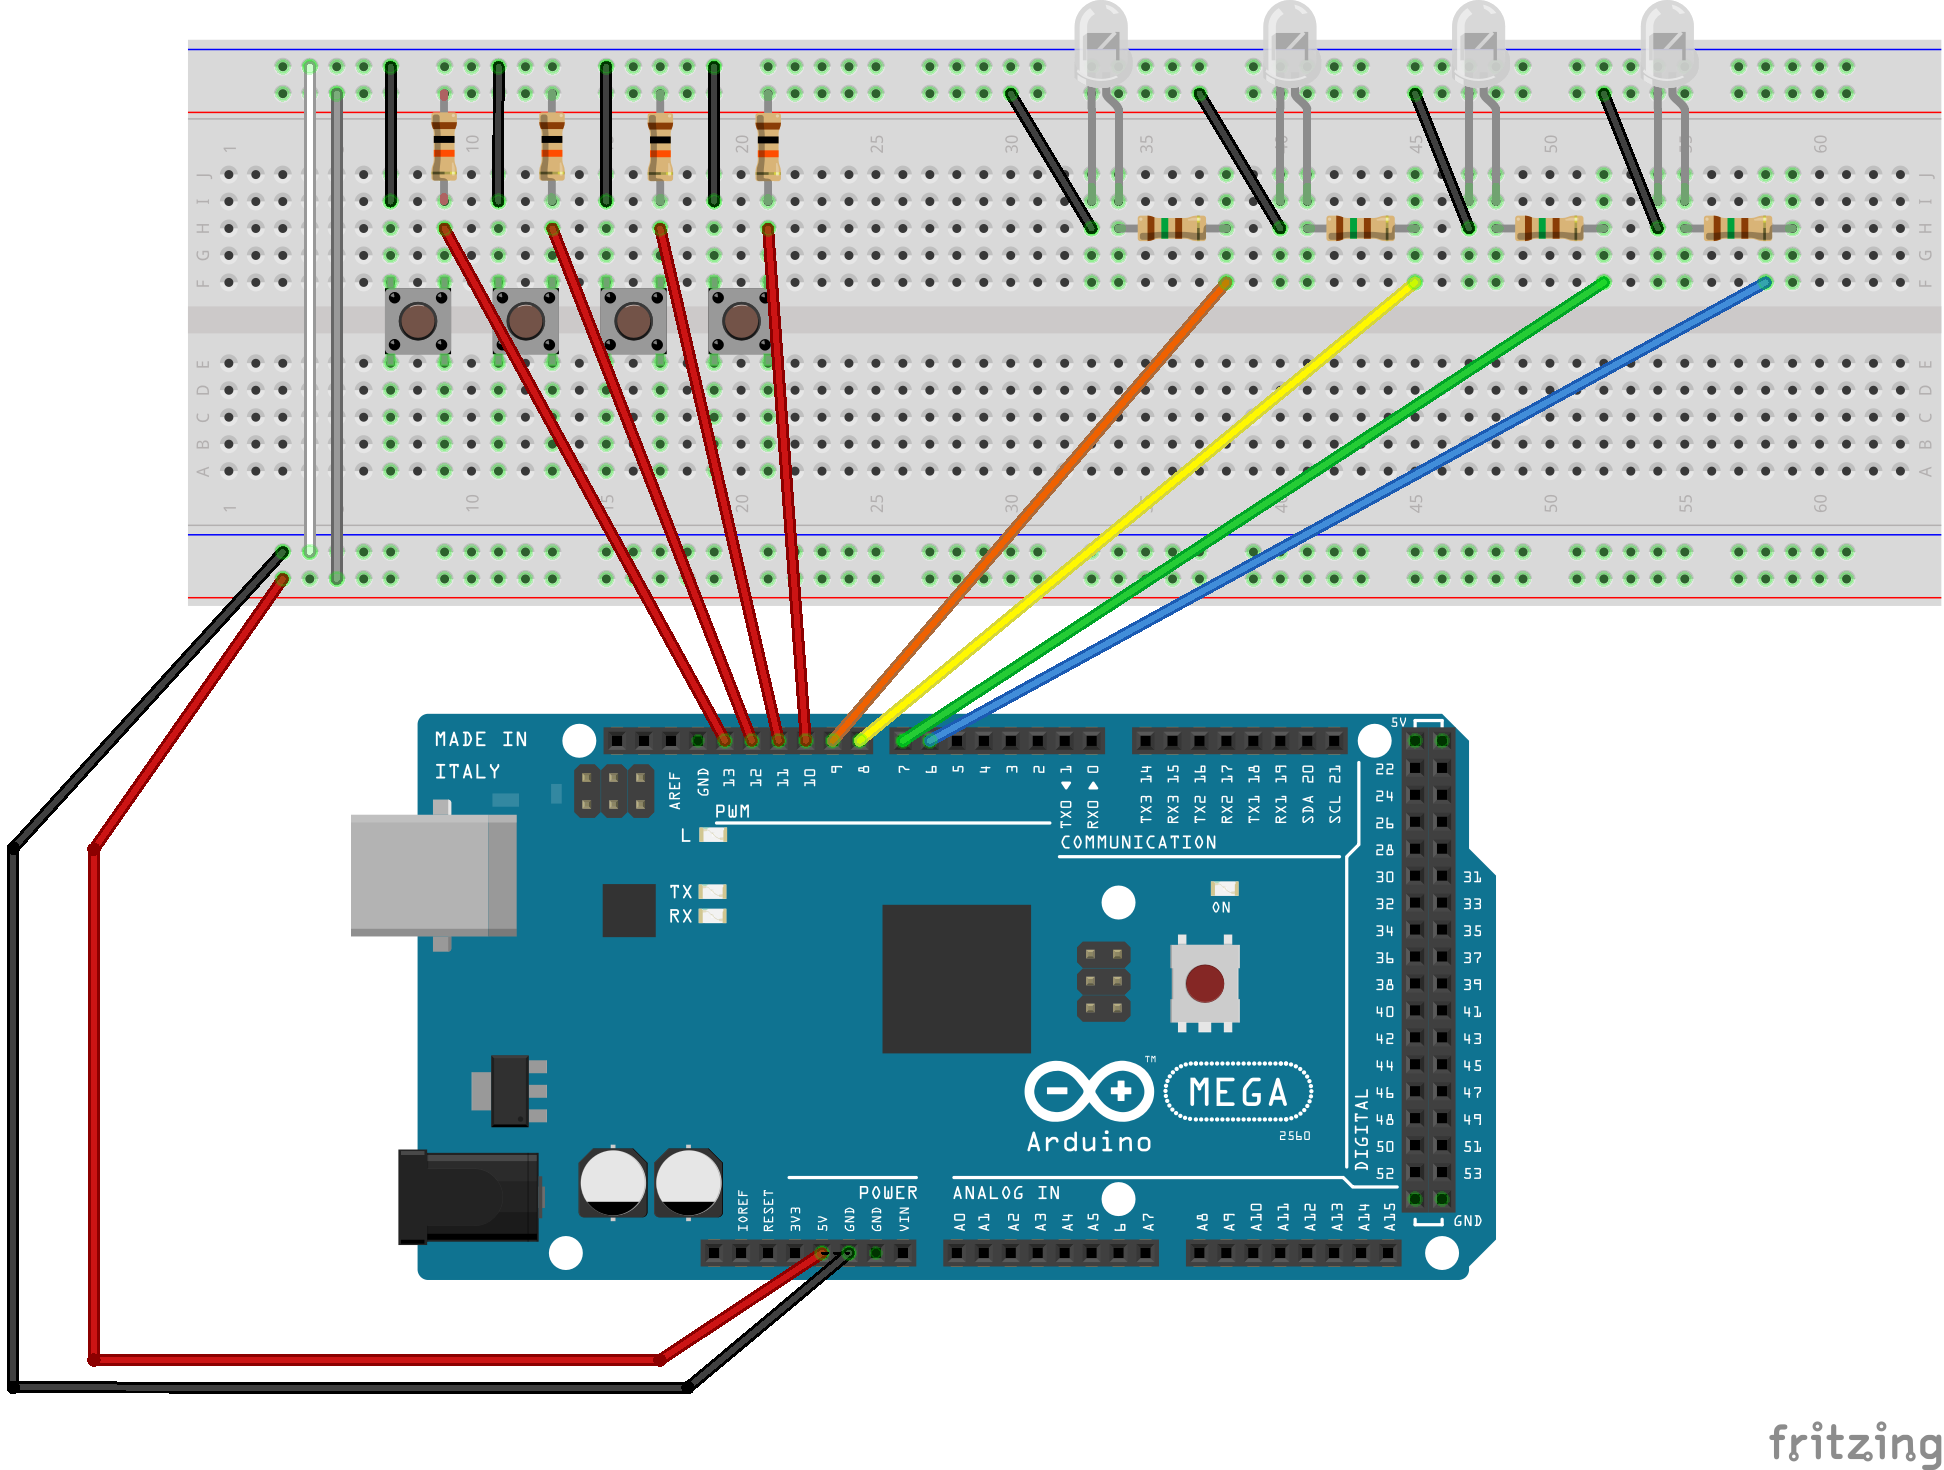 1 5 10 15 20 25 30 35 40 45 50 55 60
J J
I I
H H
G G
F F
E E
D D
C C
B B
A A
1 5 10 15 20 25 30 35 40 45 50 55 60
MADE IN
ITALY
AREF GND 13 12 11 10 9 8 7 6 5 4 3 2 TX0 1 RX0 0 TX3 14 RX3 15 TX2 16 RX2 17 TX1 18 RX1 19 SDA 20 SCL 21
PWM
COMMUNICATION
L
TX
RX
ON
5V
22
24
26
28
30 31
32 33
34 35
36 37
38 39
40 41
42 43
44 45
46 47
48 49
50 51
52 53
GND
DIGITAL
TM
MEGA
2560
Arduino
POWER
ANALOG IN
IOREF RESET 3V3 5V GND GND VIN A0 A1 A2 A3 A4 A5 6 A7 A8 A9 A10 A11 A12 A13 A14 A15
fritzing